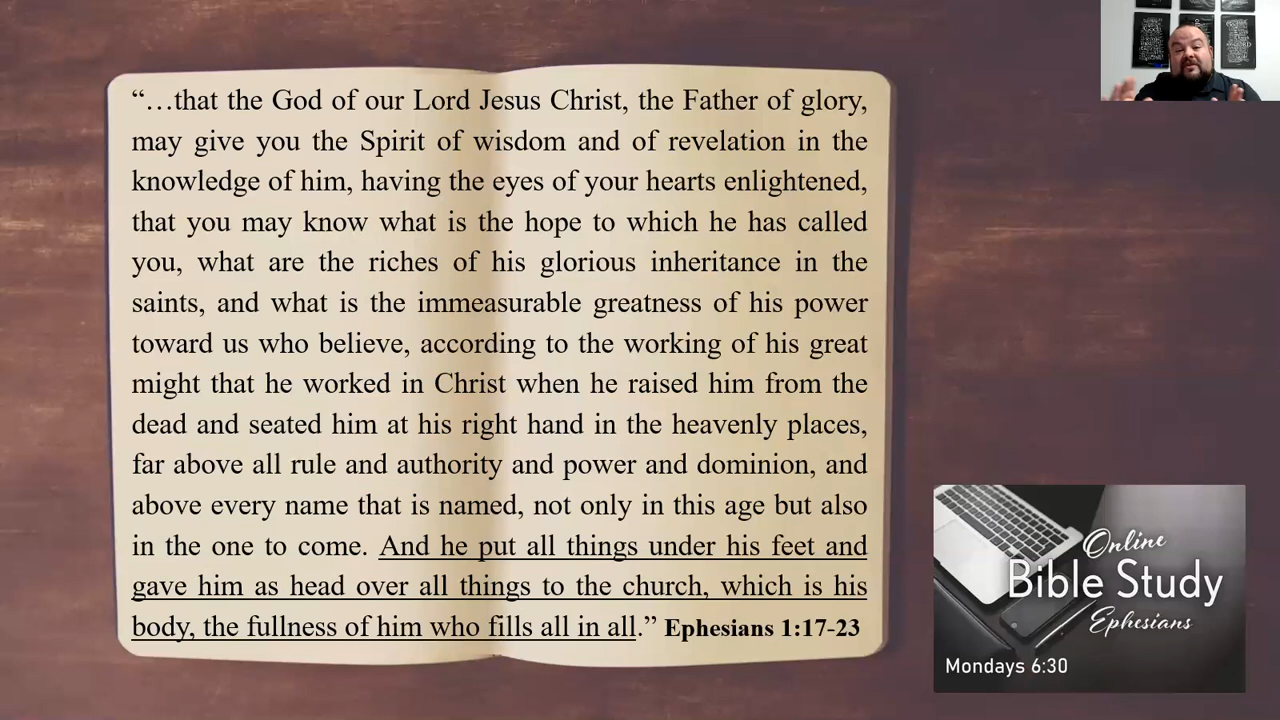 “…that the God of our Lord Jesus Christ, the Father of glory,
may give you the Spirit of wisdom and of revelation in the
knowledge of him, having the eyes of your hearts enlightened,
that you may know what is the hope to which he has called
you, what are the riches of his glorious inheritance in the
saints, and what is the immeasurable greatness of his power
toward us who believe, according to the working of his great
might that he worked in Christ when he raised him from the
dead and seated him at his right hand in the heavenly places,
far above all rule and authority and power and dominion, and
above every name that is named, not only in this age but also
in the one to come. And he put all things under his feet and
gave him as head over all things to the church, which is his
body, the fullness of him who fills all in all.” Ephesians 1:17-23
Online
Bible Study
Ephesians
Mondays 6:30